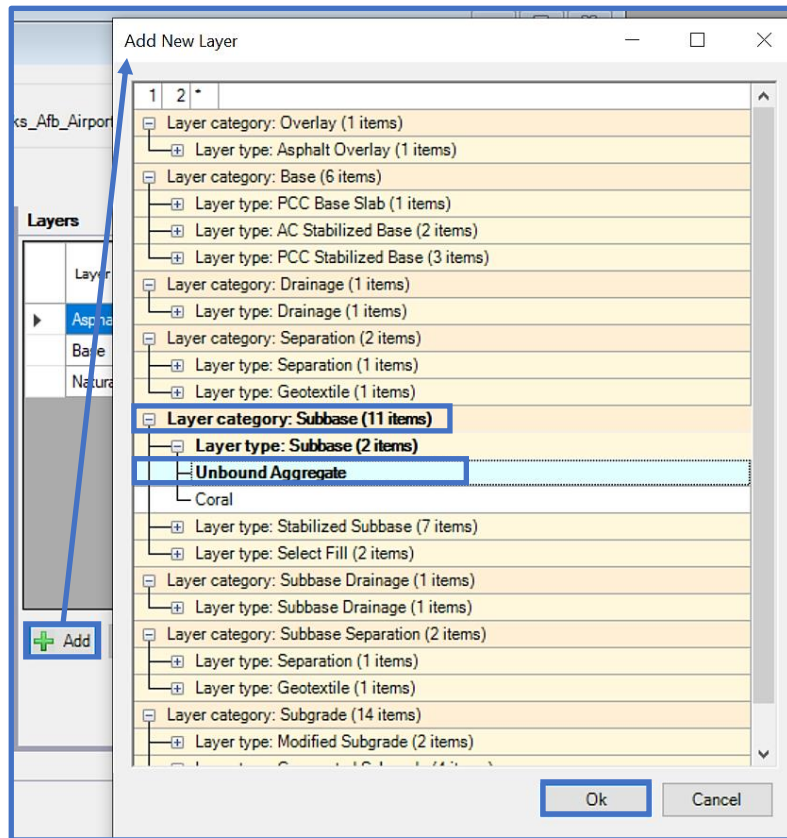 Add New Layer
ks_Afb_Airport
1 2 *
Layer category: Overlay (1 items)
Layer type: Asphalt Overlay (1 items)
Layer category: Base (6 items)
Layer type: PCC Base Slab (1 items)
Layers
Layer type: AC Stabilized Base (2 items)
Layer type: PCC Stabilized Base (3 items)
Layer
Layer category: Drainage (1 items)
Layer type: Drainage (1 items)
Layer category: Separation (2 items)
Base
Layer type: Separation (1 items)
Layer type: Geotextile (1 items)
Layer category: Subbase (11 items)
Layer type: Subbase (2 items)
Unbound Aggregate
Coral
Layer type: Stabilized Subbase (7 items)
Layer type: Select Fill (2 items)
Layer category: Subbase Drainage (1 items)
Layer type: Subbase Drainage (1 items)
Add
Layer category: Subbase Separation (2 items)
Layer type: Separation (1 items)
Layer type: Geotextile (1 items)
Layer category: Subgrade (14 items)
Layer type: Modified Subgrade (2 items)
Ok
Cancel